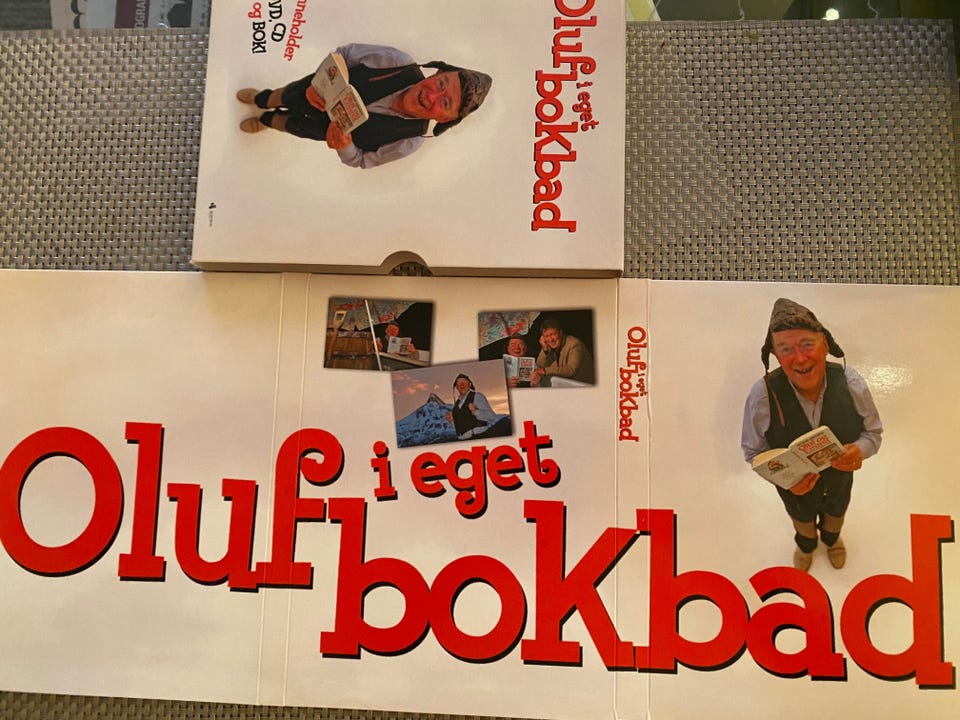 Inneholder
DVD, CD
og BOK!
Oluf
i eget
bokbad
Oluf
i eget
bokbad
Oluf
i eget
bokbad